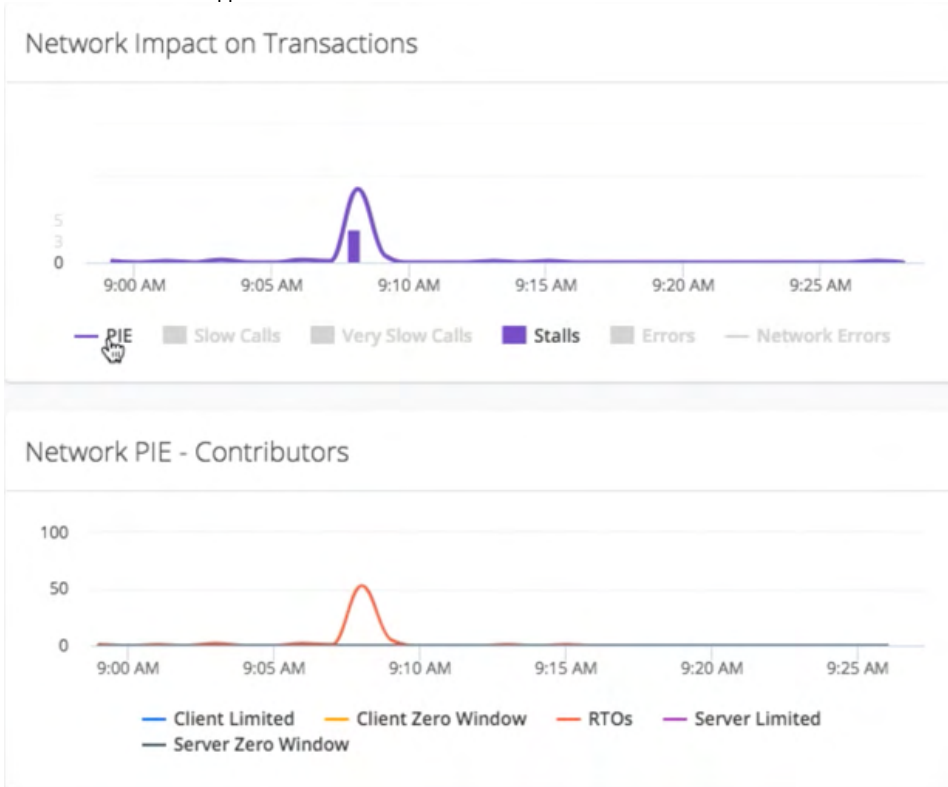 Network Impact on Transactions
5
3
0
9:00 AM 9:05 AM 9:10 AM 9:15 AM 9:20 AM 9:25 AM
PIE Slow Calls Very Slow Calls Stalls Errors Network Errors
Network PIE - Contributors
100
50
0
9:00 AM 9:05 AM 9:10 AM 9:15 AM 9:20 AM 9:25 AM
Client Limited Client Zero Window RTOs Server Limited
Server Zero Window